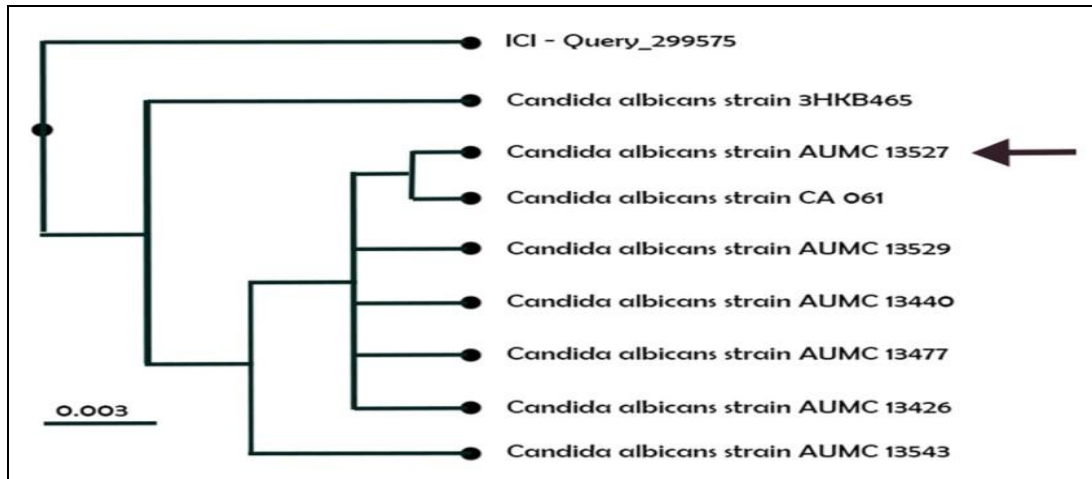 ICI - Query_299575
Candida albicans strain 3HKB465
Candida albicans strain AUMC 13527
Candida albicans strain CA 061
Candida albicans strain AUMC 13529
Candida albicans strain AUMC 13440
Candida albicans strain AUMC 13477
Candida albicans strain AUMC 13426
0.003
Candida albicans strain AUMC 13543